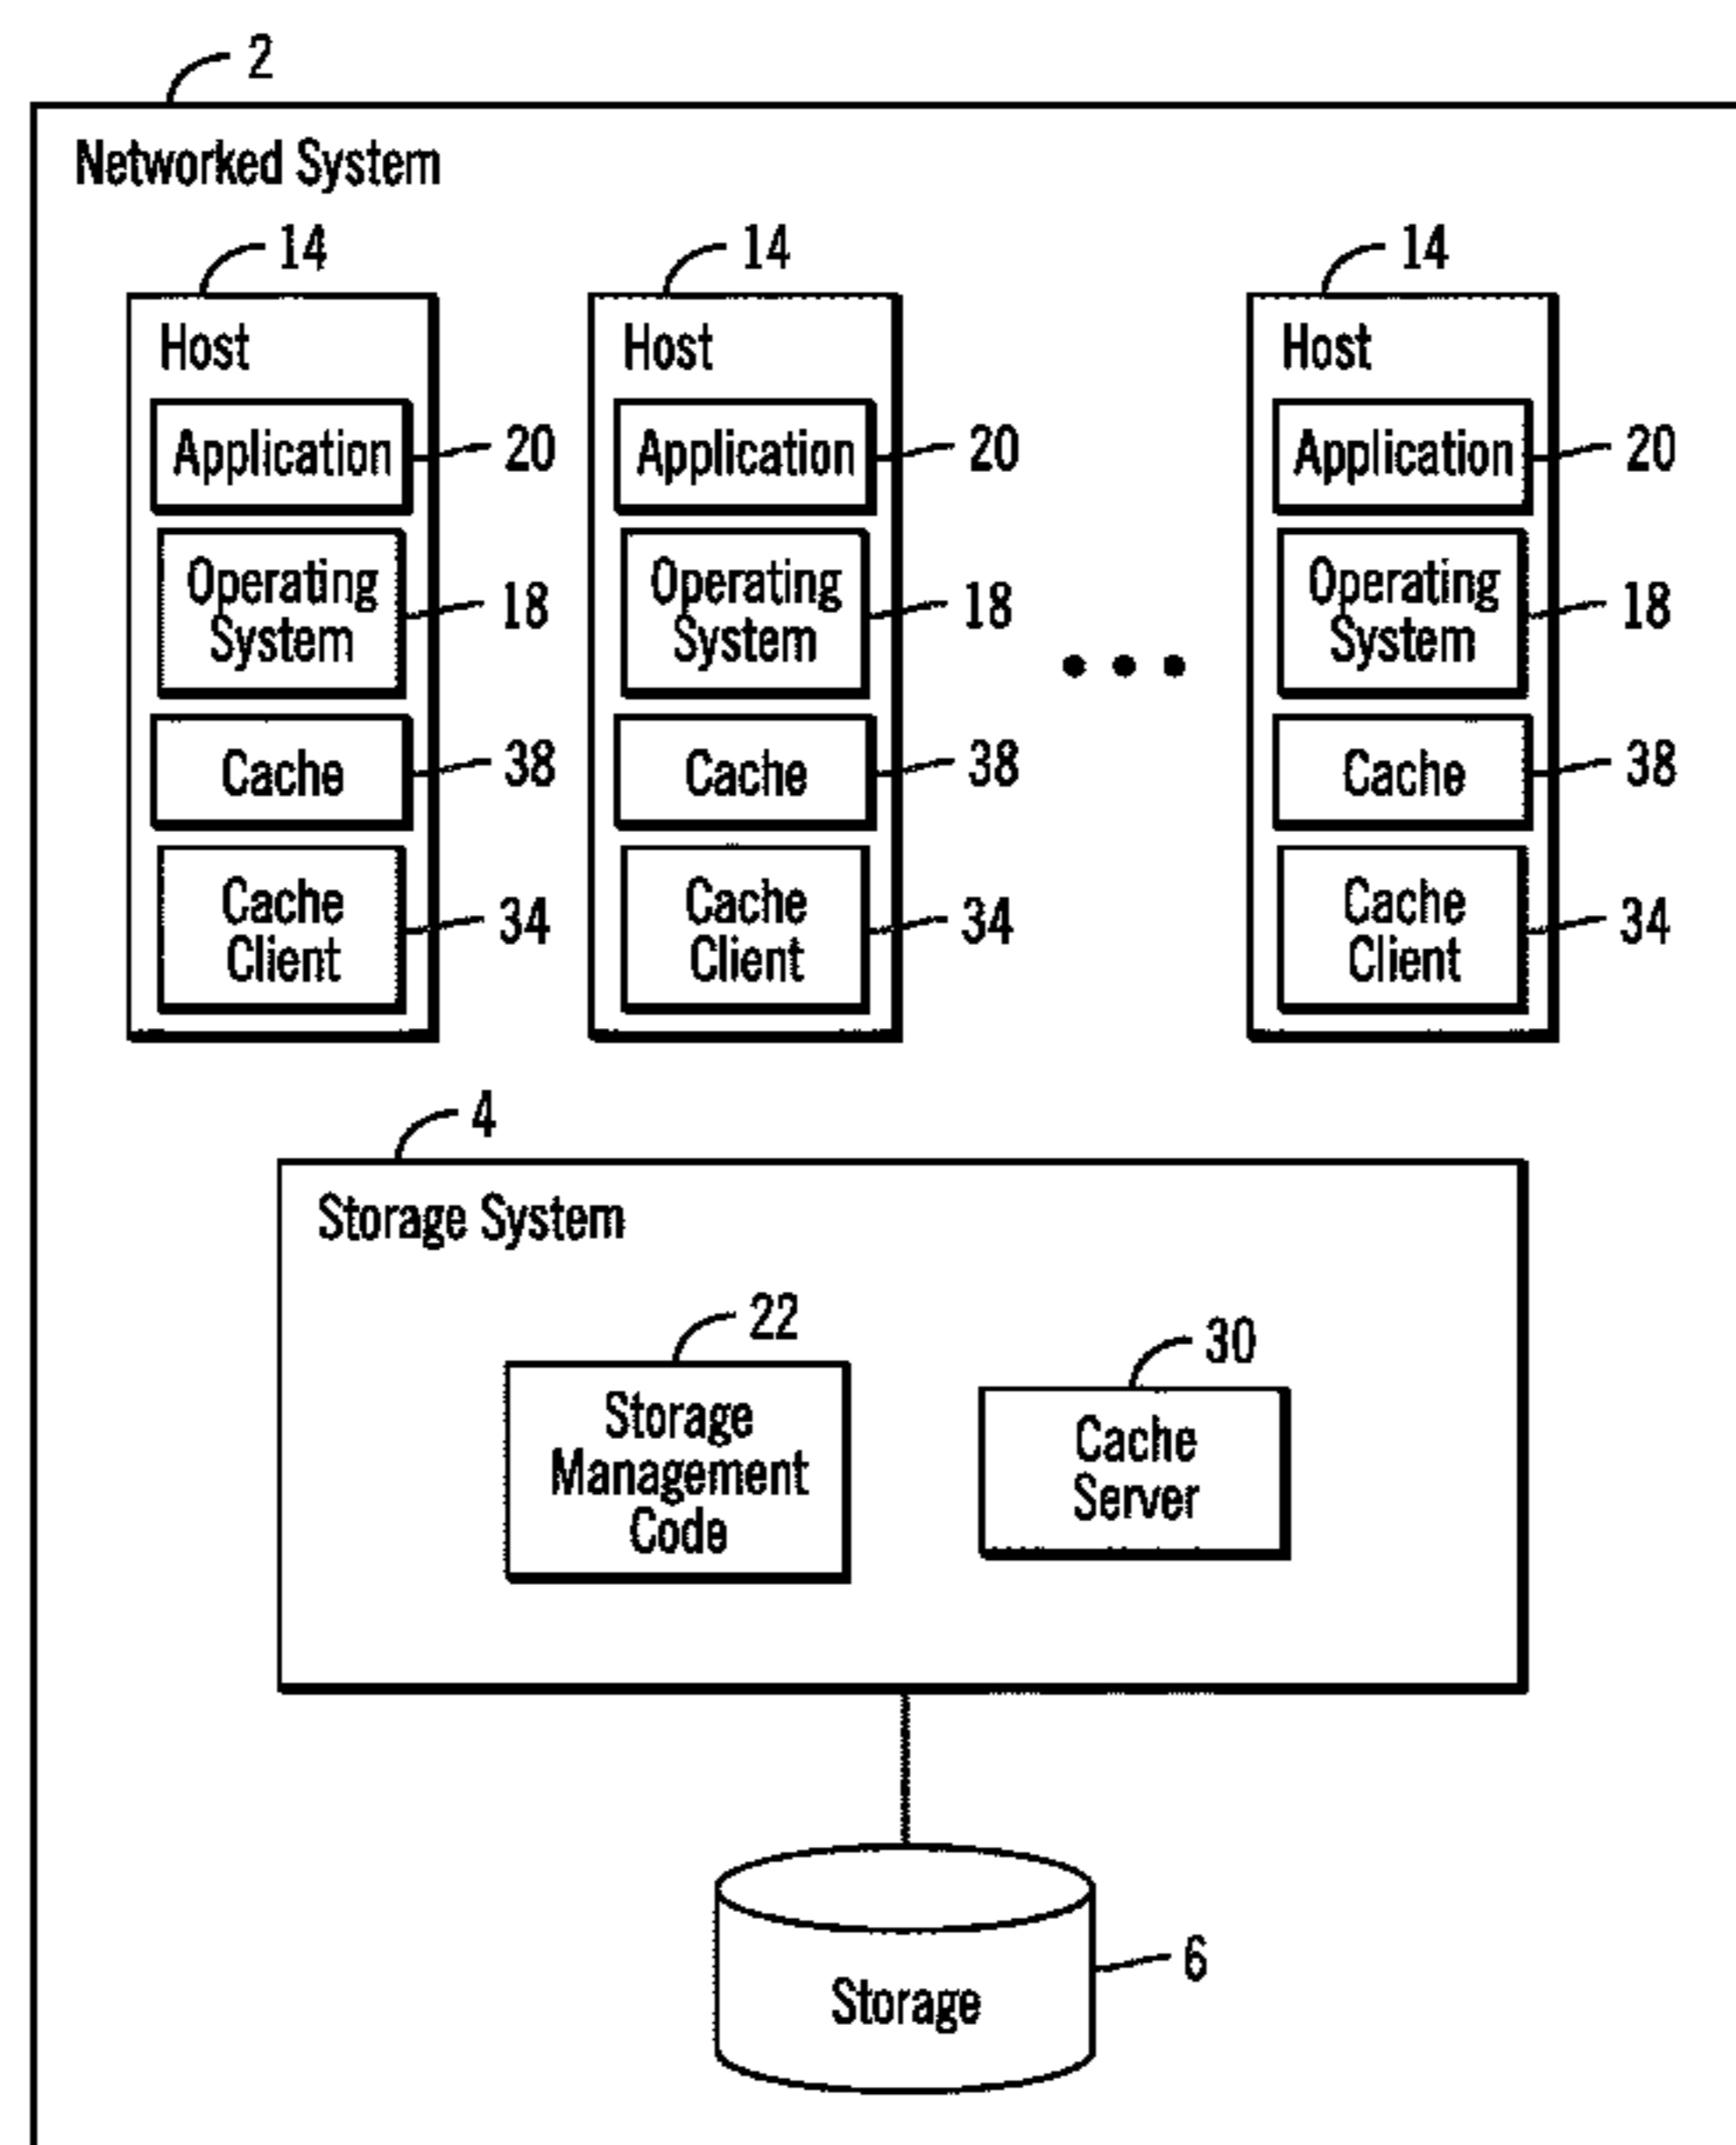 2
Networked System
14 14 14
Host Host Host
Application 20 Application 20 Application 20
Operating Operating Operating
System 18 System 18 System 18
Cache 38 Cache 38 Cache 38
Cache Cache Cache
Client 34 Client 34 Client 34
4
Storage System
22
Storage
Management
Code
30
Cache
Server
6
Storage